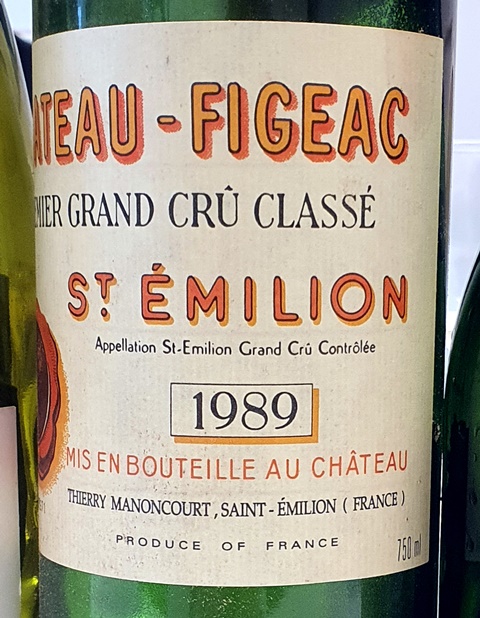 ATEAU-FIGEAC
MIER GRAND CRÛ CLASSÉ
ST ÉMILION
Appellation St-Emilion Grand Crû Contrôlée
1989
MIS EN BOUTEILLE AU CHÂTEAU
THIERRY MANONCOURT, SAINT-ÉMILION ( FRANCE )
PRODUCE OF FRANCE
750 ml